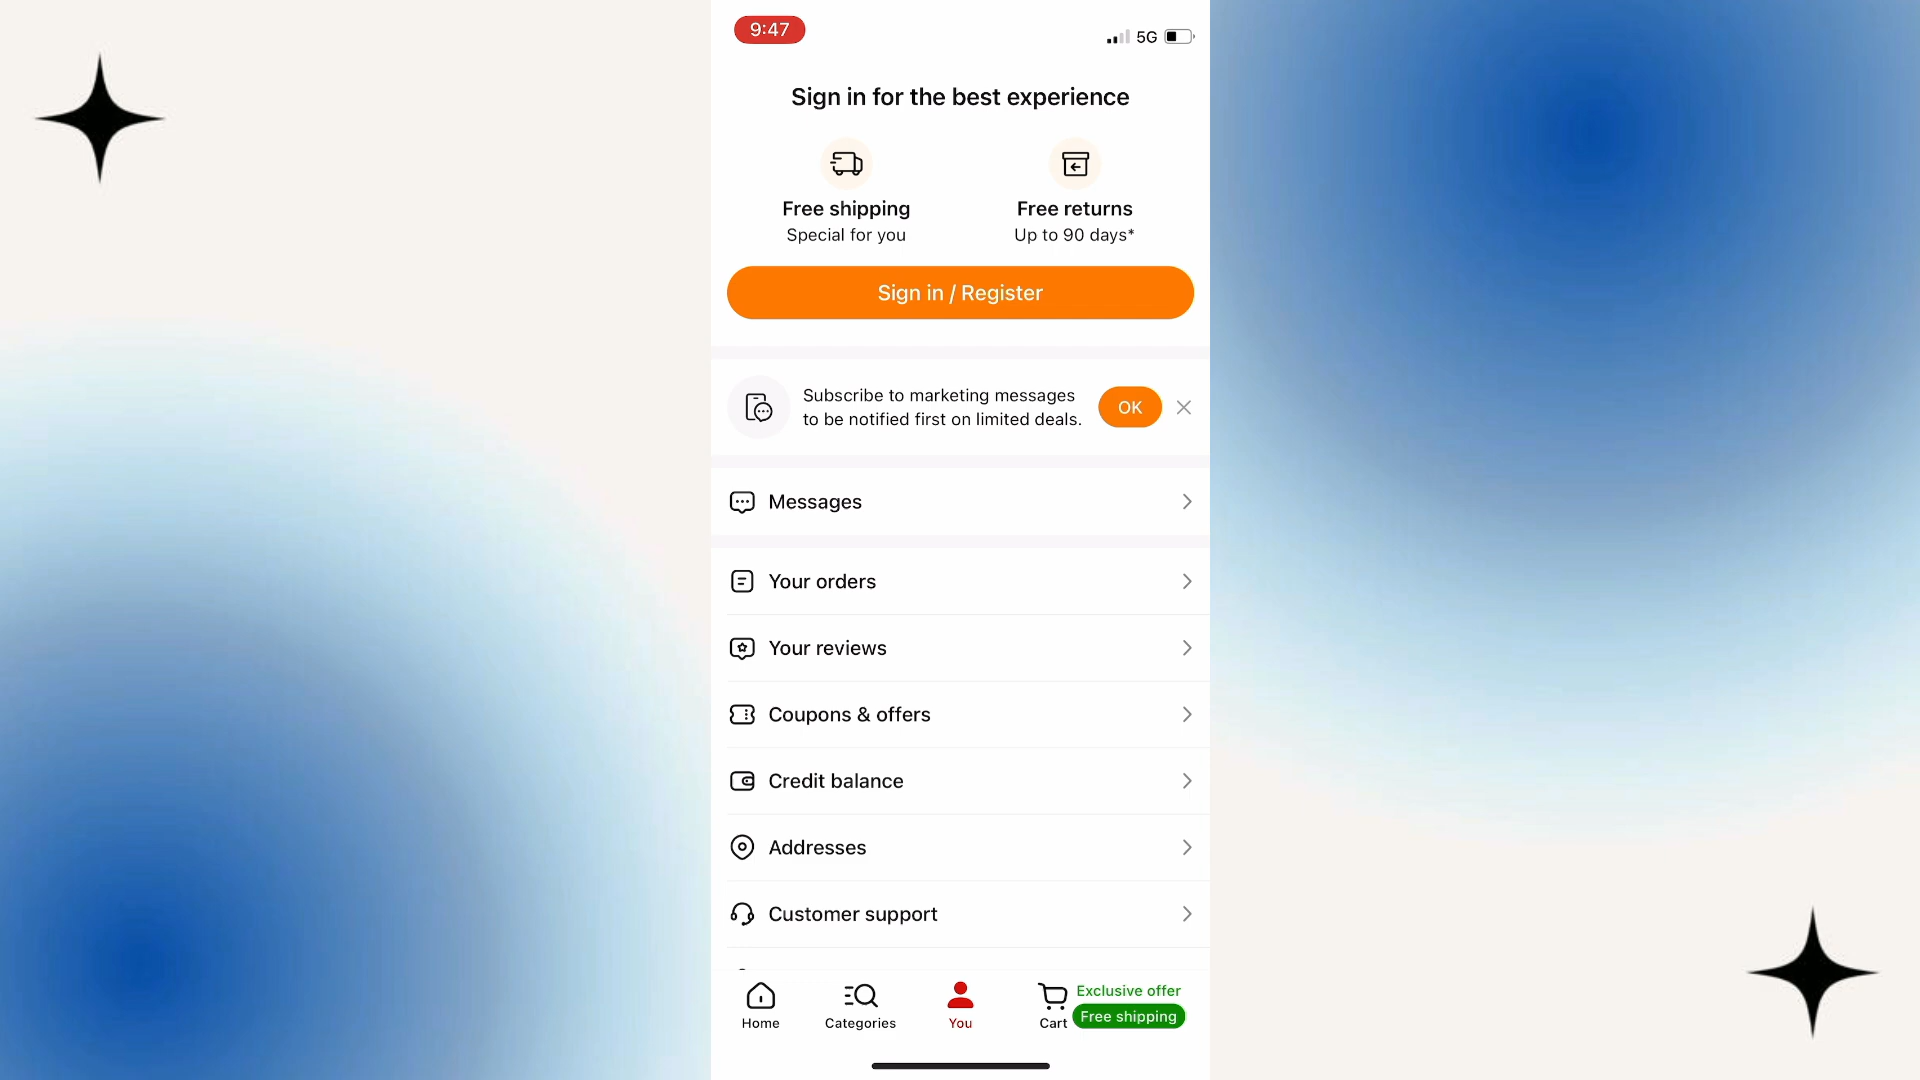 9:47
5G
Sign in for the best experience
Free shipping
Special for you
Free returns
Up to 90 days*
Sign in / Register
Subscribe to marketing messages
to be notified first on limited deals.
OK
Messages
Your orders
Your reviews
Coupons & offers
Credit balance
Addresses
Customer support
Home
Categories
You
Cart
Exclusive offer
Free shipping